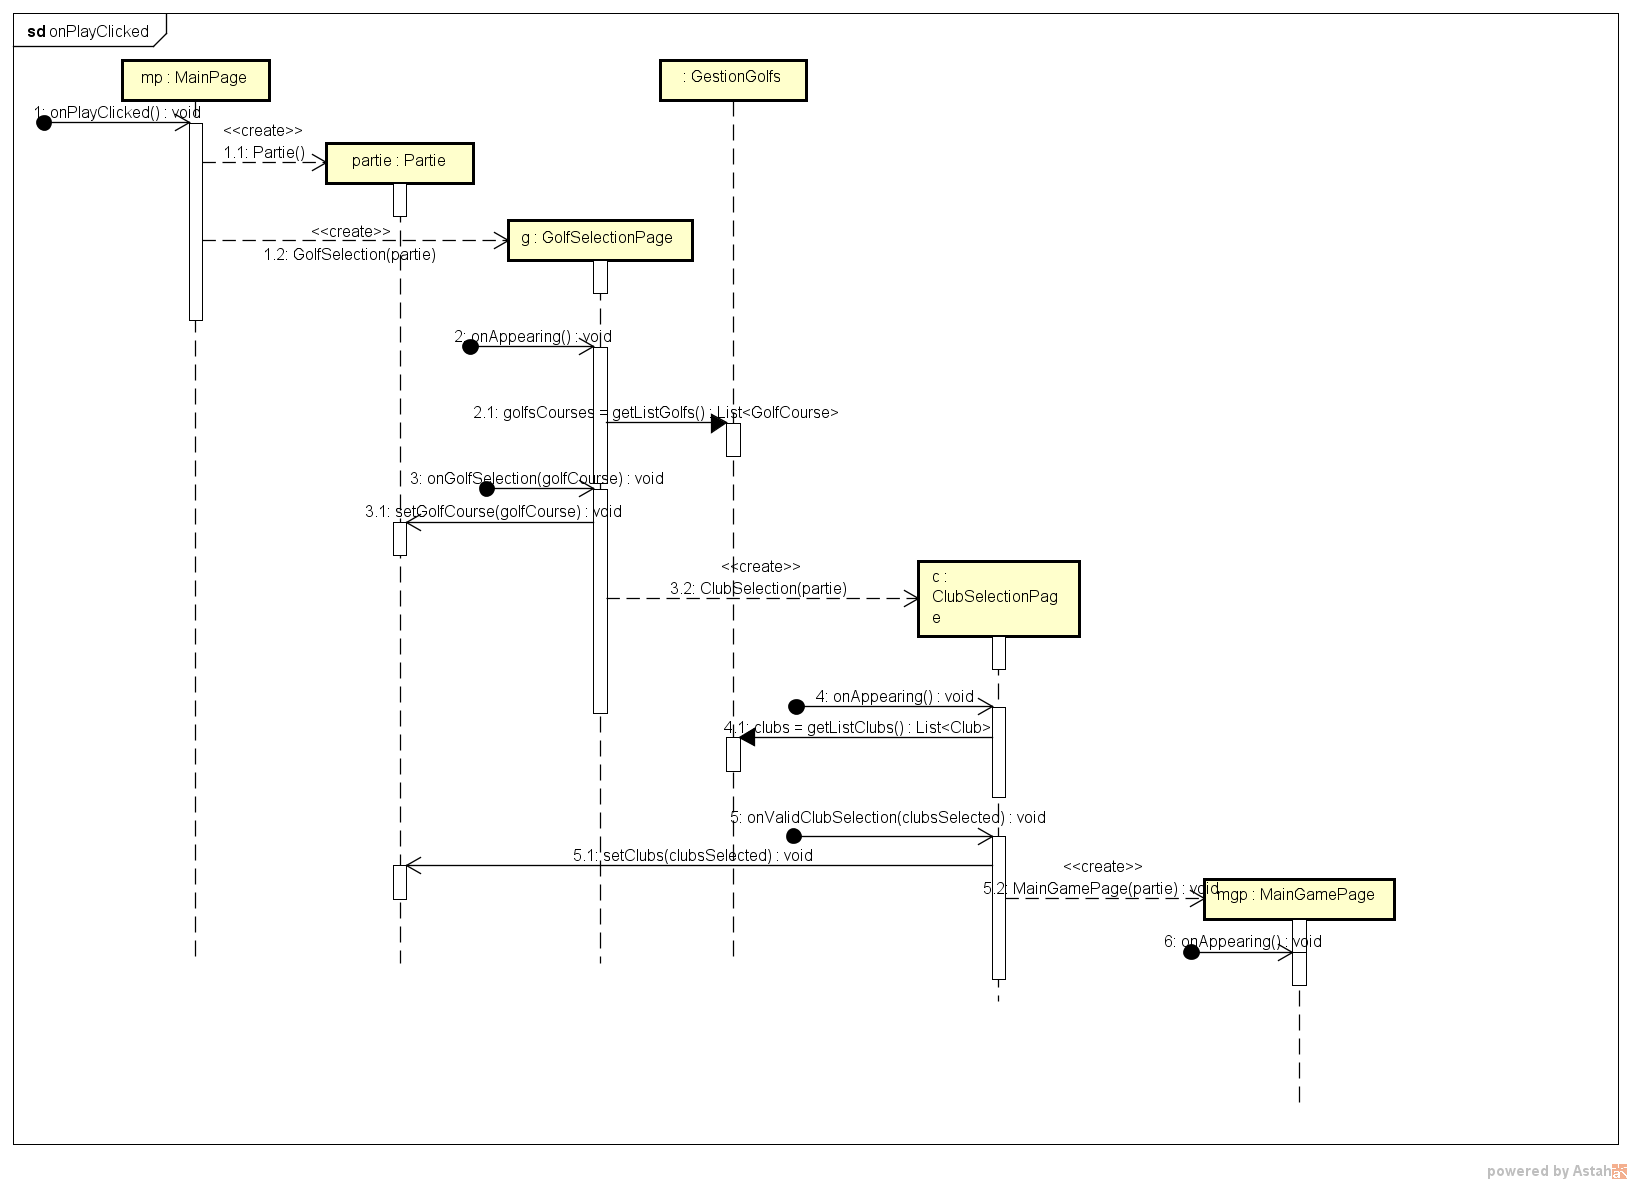 sd onPlayClicked
mp : MainPage
: GestionGolfs
1: onPlayClicked() : void
<<create>>
1.1: Partie()
partie : Partie
<<create>>
1.2: GolfSelection(partie)
g : GolfSelectionPage
2: onAppearing() : void
2.1: golfsCourses = getListGolfs() : List<GolfCourse>
3: onGolfSelection(golfCourse) : void
3.1: setGolfCourse(golfCourse) : void
<<create>>
3.2: ClubSelection(partie)
c :
ClubSelectionPag
e
4: onAppearing() : void
4.1: clubs = getListClubs() : List<Club>
5: onValidClubSelection(clubsSelected) : void
5.1: setClubs(clubsSelected) : void
<<create>>
5.2: MainGamePage(partie) : void
mgp : MainGamePage
6: onAppearing() : void
powered by Astah